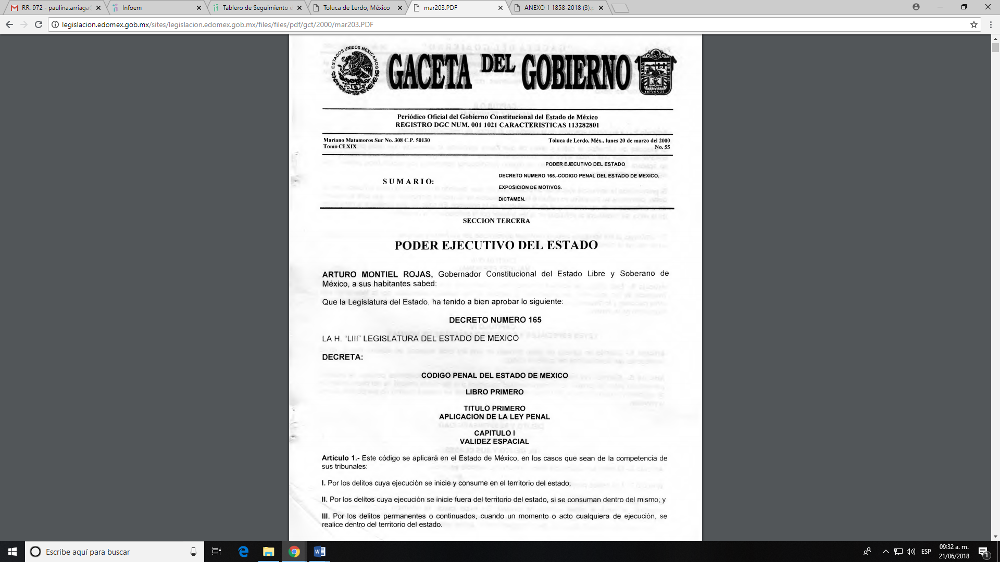 RR. 972 - paulina.arriaga
Infoem
Tablero de Seguimiento
Toluca de Lerdo, México
mar203.PDF
ANEXO 1 1858-2018 (3).p
legislacion.edomex.gob.mx/sites/legislacion.edomex.gob.mx/files/files/pdf/gct/2000/mar203.PDF
ESTADOS UNIDOS MEXICANOS
GACETA DEL GOBIERNO
Periódico Oficial del Gobierno Constitucional del Estado de México
REGISTRO DGC NUM. 001 1021 CARACTERISTICAS 113282801
Mariano Matamoros Sur No. 308 C.P. 50130 Toluca de Lerdo, Méx., lunes 20 de marzo del 2000
Tomo CLXIX No. 55
PODER EJECUTIVO DEL ESTADO
DECRETO NUMERO 165.-CODIGO PENAL DEL ESTADO DE MEXICO.
S U M A R I O:
EXPOSICION DE MOTIVOS.
DICTAMEN.
SECCION TERCERA
PODER EJECUTIVO DEL ESTADO
ARTURO MONTIEL ROJAS, Gobernador Constitucional del Estado Libre y Soberano de
México, a sus habitantes sabed:
Que la Legislatura del Estado, ha tenido a bien aprobar lo siguiente:
DECRETO NUMERO 165
LA H. “LIII” LEGISLATURA DEL ESTADO DE MEXICO
DECRETA:
CODIGO PENAL DEL ESTADO DE MEXICO
LIBRO PRIMERO
TITULO PRIMERO
APLICACION DE LA LEY PENAL
CAPITULO I
VALIDEZ ESPACIAL
Artículo 1.- Este código se aplicará en el Estado de México, en los casos que sean de la competencia de
sus tribunales:
I. Por los delitos cuya ejecución se inicie y consume en el territorio del estado;
II. Por los delitos cuya ejecución se inicie fuera del territorio del estado, si se consuman dentro del mismo; y
III. Por los delitos permanentes o continuados, cuando un momento o acto cualquiera de ejecución, se
realice dentro del territorio del estado.
Escribe aquí para buscar
ESP
09:32 a. m.
21/06/2018
1